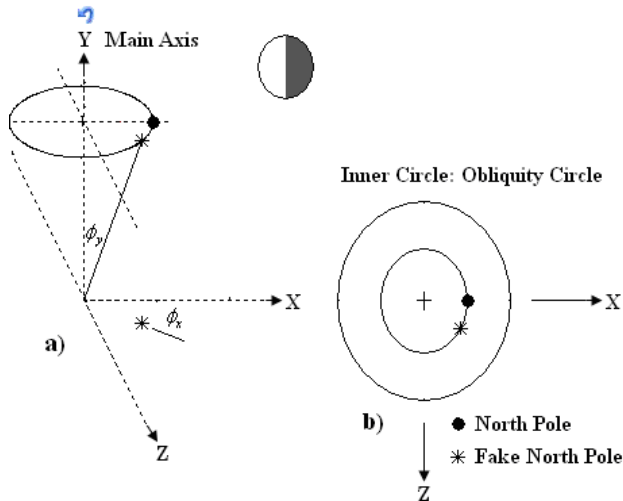 Y Main Axis
Inner Circle: Obliquity Circle
ϕy
X
ϕx
a)
Z
X
b)
North Pole
Fake North Pole
Z